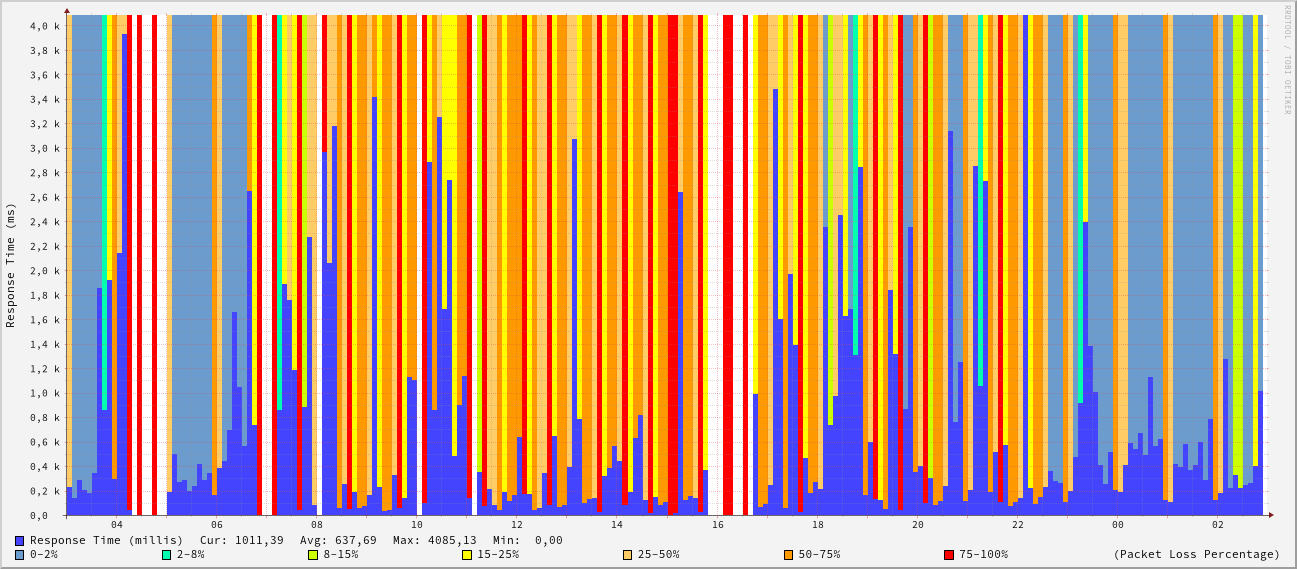 RRDTOOL / TOBI OETIKER
Response Time (ms)
4,0 k
3,8 k
3,6 k
3,4 k
3,2 k
3,0 k
2,8 k
2,6 k
2,4 k
2,2 k
2,0 k
1,8 k
1,6 k
1,4 k
1,2 k
1,0 k
0,8 k
0,6 k
0,4 k
0,2 k
0,0
04 06 08 10 12 14 16 18 20 22 00 02
Response Time (millis) Cur: 1011,39 Avg: 637,69 Max: 4085,13 Min: 0,00
0-2% 2-8% 8-15% 15-25% 25-50% 50-75% 75-100% (Packet Loss Percentage)